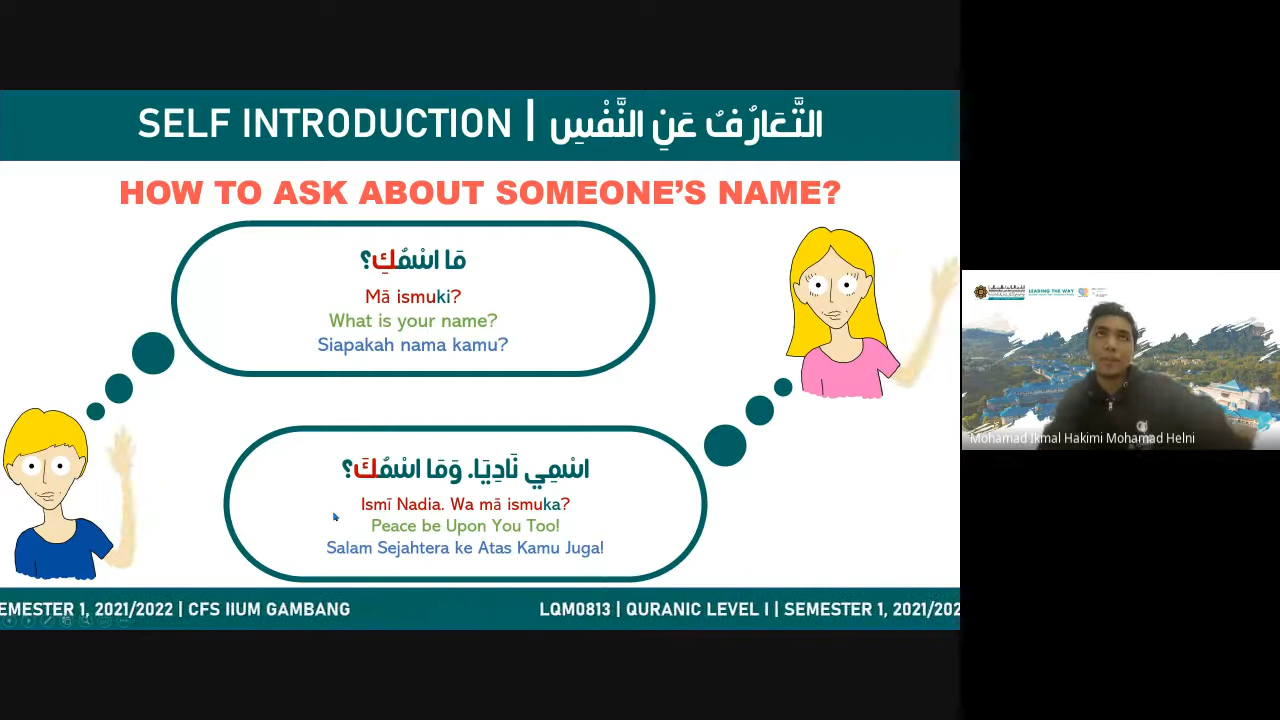 SELF INTRODUCTION | التَّعَارُفُ عَنِ النَّفْسِ
HOW TO ASK ABOUT SOMEONE'S NAME?
مَا اسْمُكِ؟
Mā ismuki?
What is your name?
Siapakah nama kamu?
اسْمِي نَادِيَا. وَمَا اسْمُكَ؟
Ismī Nadia. Wa mā ismuka?
Peace be Upon You Too!
Salam Sejahtera ke Atas Kamu Juga!
EMESTER 1, 2021/2022 | CFS IIUM GAMBANG
LQM0813 | QURANIC LEVEL I | SEMESTER 1, 2021/202
LEADING THE WAY
Mohamad Ikmal Hakimi Mohamad Helni